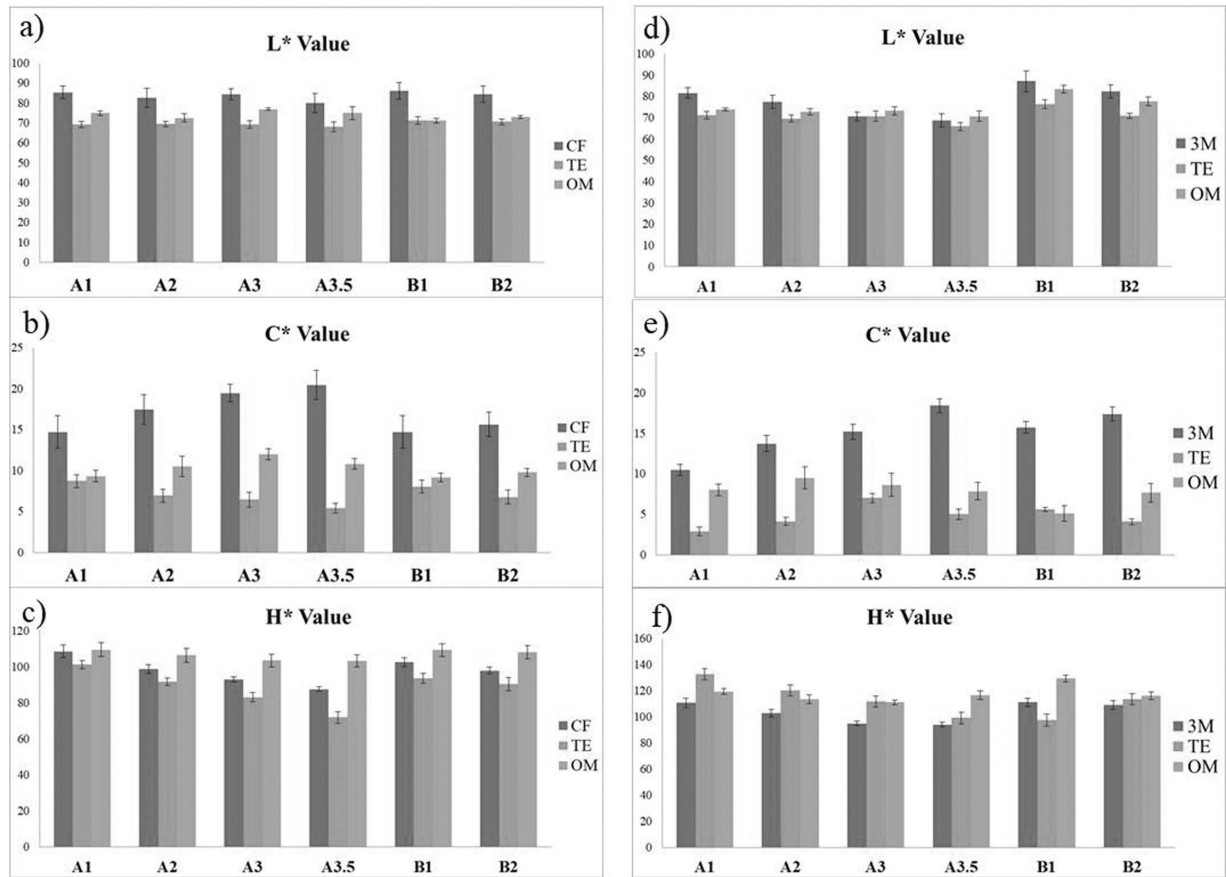 a)
L* Value
100
90
80
70
60
50
40
30
20
10
0
A1 A2 A3 A3.5 B1 B2
CF
TE
OM
b)
C* Value
25
20
15
10
5
0
A1 A2 A3 A3.5 B1 B2
CF
TE
OM
c)
H* Value
120
100
80
60
40
20
0
A1 A2 A3 A3.5 B1 B2
CF
TE
OM
d)
L* Value
100
90
80
70
60
50
40
30
20
10
0
A1 A2 A3 A3.5 B1 B2
3M
TE
OM
e)
C* Value
25
20
15
10
5
0
A1 A2 A3 A3.5 B1 B2
3M
TE
OM
f)
H* Value
160
140
120
100
80
60
40
20
0
A1 A2 A3 A3.5 B1 B2
3M
TE
OM